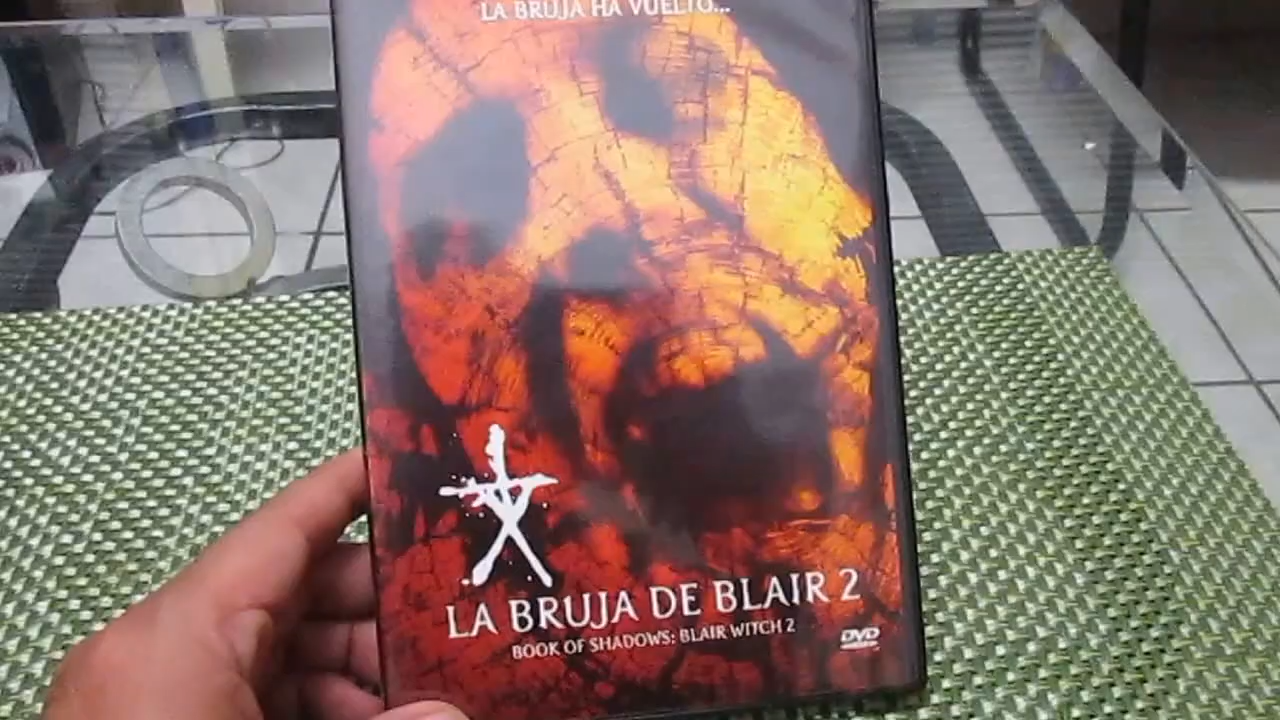 LA BRUJA HA VUELTO...
LA BRUJA DE BLAIR 2
BOOK OF SHADOWS: BLAIR WITCH 2
DVD